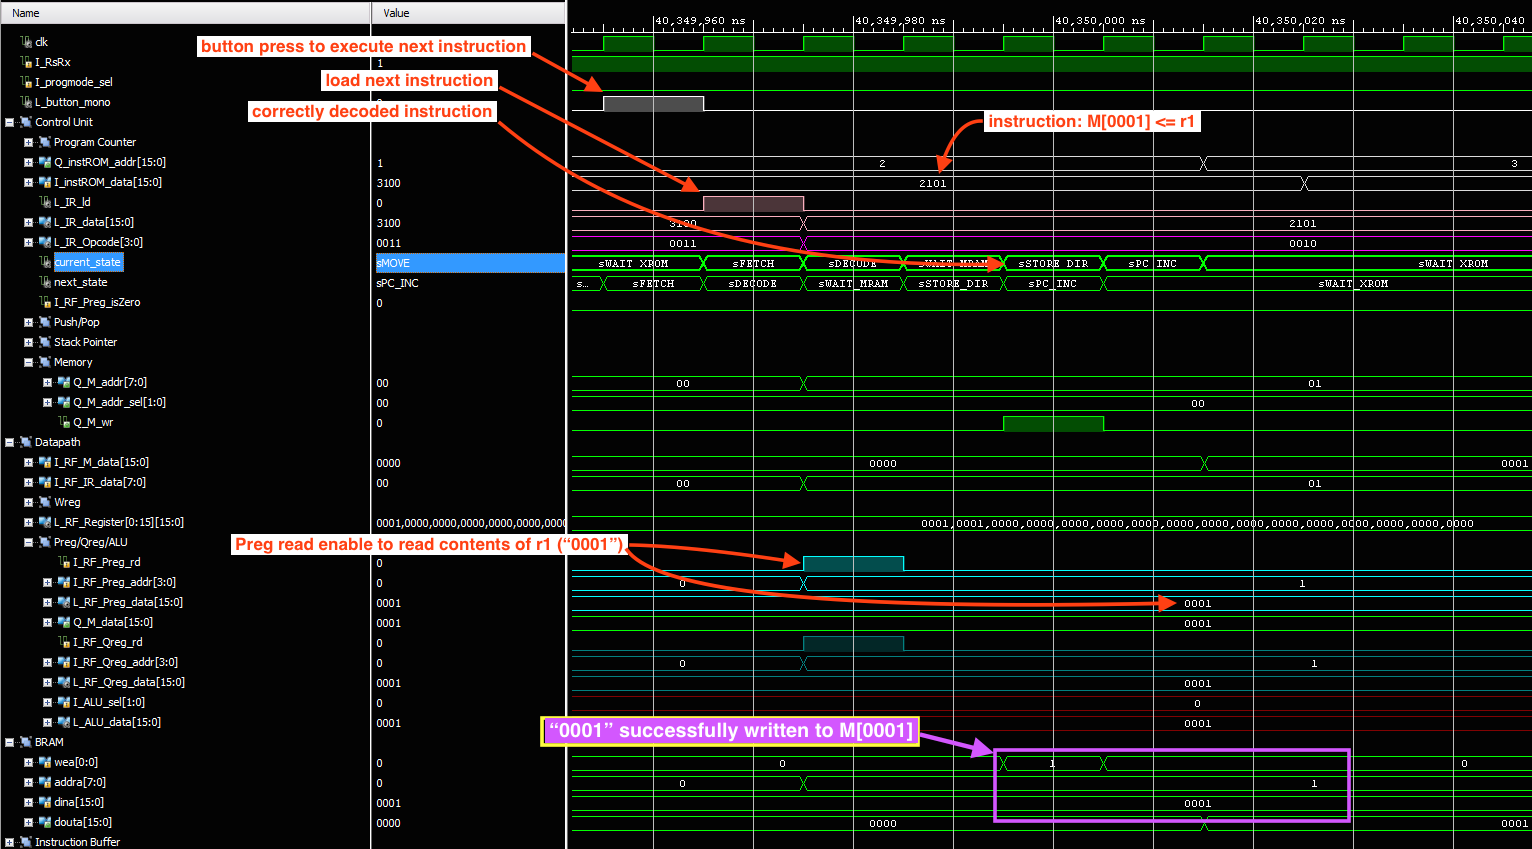 Name Value
40,349,960 ns 40,349,980 ns 40,350,000 ns 40,350,020 ns 40,350,040
clk
button press to execute next instruction
I_RsRx 1
load next instruction
I_progmode_sel
L_button_mono
correctly decoded instruction
instruction: M[0001] <= r1
Control Unit
Program Counter
Q_instROM_addr[15:0] 1 2 3
I_instROM_data[15:0] 3100 2101
L_IR_ld 0
L_IR_data[15:0] 3100 3100 2101
L_IR_Opcode[3:0] 0011 0011 0010
current_state sMOVE sWAIT_XROM sFETCH sDECODE sWAIT_MRAM sSTORE_DIR sPC_INC sWAIT_XROM
next_state sPC_INC s... sFETCH sDECODE sWAIT_MRAM sSTORE_DIR sPC_INC sWAIT_XROM
I_RF_Preg_isZero 0
Push/Pop
Stack Pointer
Memory
Q_M_addr[7:0] 00 00 01
Q_M_addr_sel[1:0] 00 00
Q_M_wr 0
Datapath
I_RF_M_data[15:0] 0000 0000 0001
I_RF_IR_data[7:0] 00 00 01
Wreg
L_RF_Register[0:15][15:0] 0001,0000,0000,0000,0000,0000,0000 0001,0001,0000,0000,0000,0000,0000,0000,0000,0000,0000,0000,0000,0000,0000,0000
Preg/Qreg/ALU
Preg read enable to read contents of r1 (“0001”)
I_RF_Preg_rd 0
I_RF_Preg_addr[3:0] 0 0 1
L_RF_Preg_data[15:0] 0001 0001
Q_M_data[15:0] 0001 0001
I_RF_Qreg_rd 0
I_RF_Qreg_addr[3:0] 0 0 1
L_RF_Qreg_data[15:0] 0001 0001
I_ALU_sel[1:0] 0 0
L_ALU_data[15:0] 0001 0001
“0001” successfully written to M[0001]
BRAM
wea[0:0] 0 0 1 0
addra[7:0] 0 0 1
dina[15:0] 0001 0001
douta[15:0] 0000 0000 0001
Instruction Buffer